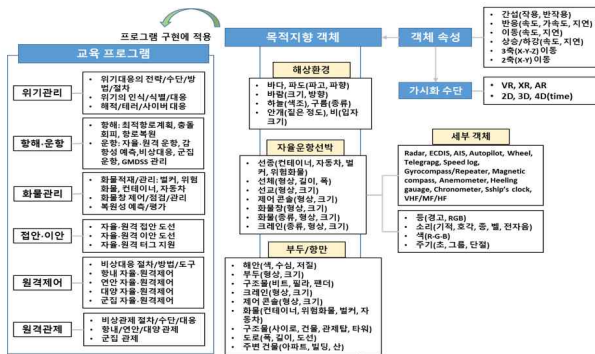 프로그램 구현에 적용
교육 프로그램
위기관리
위기대응의 전략/수단/방
법/절차
위기의 인식/식별/대응
해적/테러/사이버 대응
항해·운항
항해: 최적항로계획, 충돌
회피, 항로복원
운항: 자율·원격 운항, 감
항성 예측,비상대응, 군집
운항, GMDSS 관리
화물관리
화물적재/관리: 벌커, 위험
화물, 컨테이너, 자동차
화물창 제어/점검/관리
복원성 예측/평가
접안·이안
자율·원격 접안 도선
자율·원격 이안 도선
자율·원격 터그 지원
원격제어
비상대응 절차/방법/도구
항내 자율·원격제어
연안 자율·원격제어
대양 자율·원격제어
군집 자율·원격제어
원격관제
비상관제 절차/수단/대응
항내/연안/대양 관제
군집 관제
목적지향 객체
해상환경
바다, 파도(파고, 파향)
바람(크기, 방향)
하늘(색조), 구름(종류)
안개(짙은 정도), 비(입자
크기)
자율운항선박
선종(컨테이너, 자동차, 벌
커, 위험화물)
선체(형상, 길이, 폭)
선교(형상, 크기)
제어 콘솔(형상, 크기)
화물창(형상, 크기)
화물(종류, 형상, 크기)
크레인(종류, 형상, 크기)
부두/항만
해안(색, 수심, 저질)
부두(형상, 크기)
구조물(비트, 필라, 팬더)
크레인(형상, 크기)
제어 콘솔(형상, 크기)
화물(컨테이너, 위험화물, 벌커, 자
동차)
구조물(사이로, 건물, 관제탑, 타워)
도로(폭, 길이, 도선)
주변 건물(아파트, 빌딩, 산)
객체 속성
간섭(작용, 반작용)
반응(속도, 가속도, 지연)
이동(속도, 지연)
상승/하강(속도, 지연)
3축(X-Y-Z) 이동
2축(X-Y) 이동
가시화 수단
VR, XR, AR
2D, 3D, 4D(time)
세부 객체
Radar, ECDIS, AIS, Autopilot, Wheel,
Telegrapg, Speed log,
Gyrocompass/Repeater, Magnetic
compass, Anemometer, Heeling
gauage, Chronometer, Sship's clock,
VHF/MF/HF
등(경고, RGB)
소리(기적, 호각, 종, 벨, 전자음)
색(R-G-B)
주기(초, 그룹, 단절)